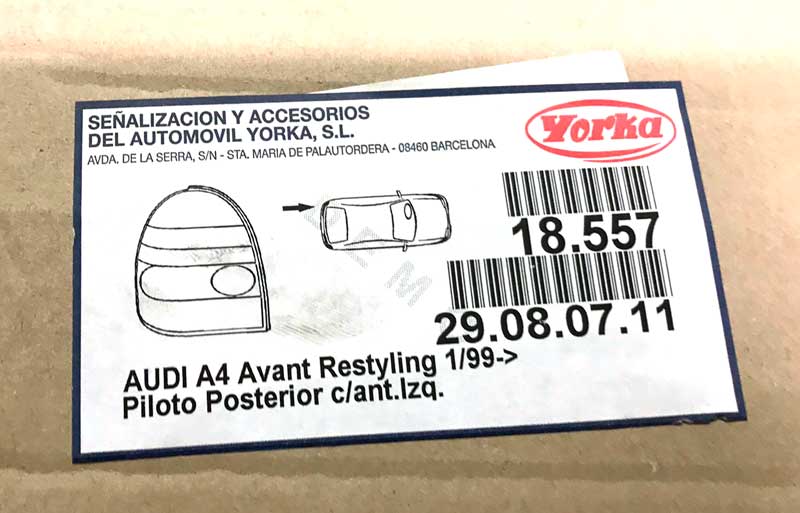 SEÑALIZACION Y ACCESORIOS
DEL AUTOMOVIL YORKA, S.L.
AVDA. DE LA SERRA, S/N - STA. MARIA DE PALAUTORDERA - 08460 BARCELONA
Yorka
18.557
29.08.07.11
AUDI A4 Avant Restyling 1/99->
Piloto Posterior c/ant.Izq.